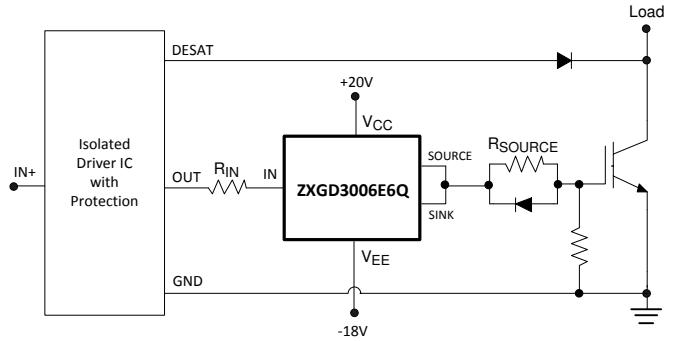 Load
DESAT
+20V
VCC
Isolated
Driver IC
with
Protection
IN+
OUT
RIN
IN
ZXGD3006E6Q
SOURCE
SINK
RSOURCE
VEE
GND
-18V